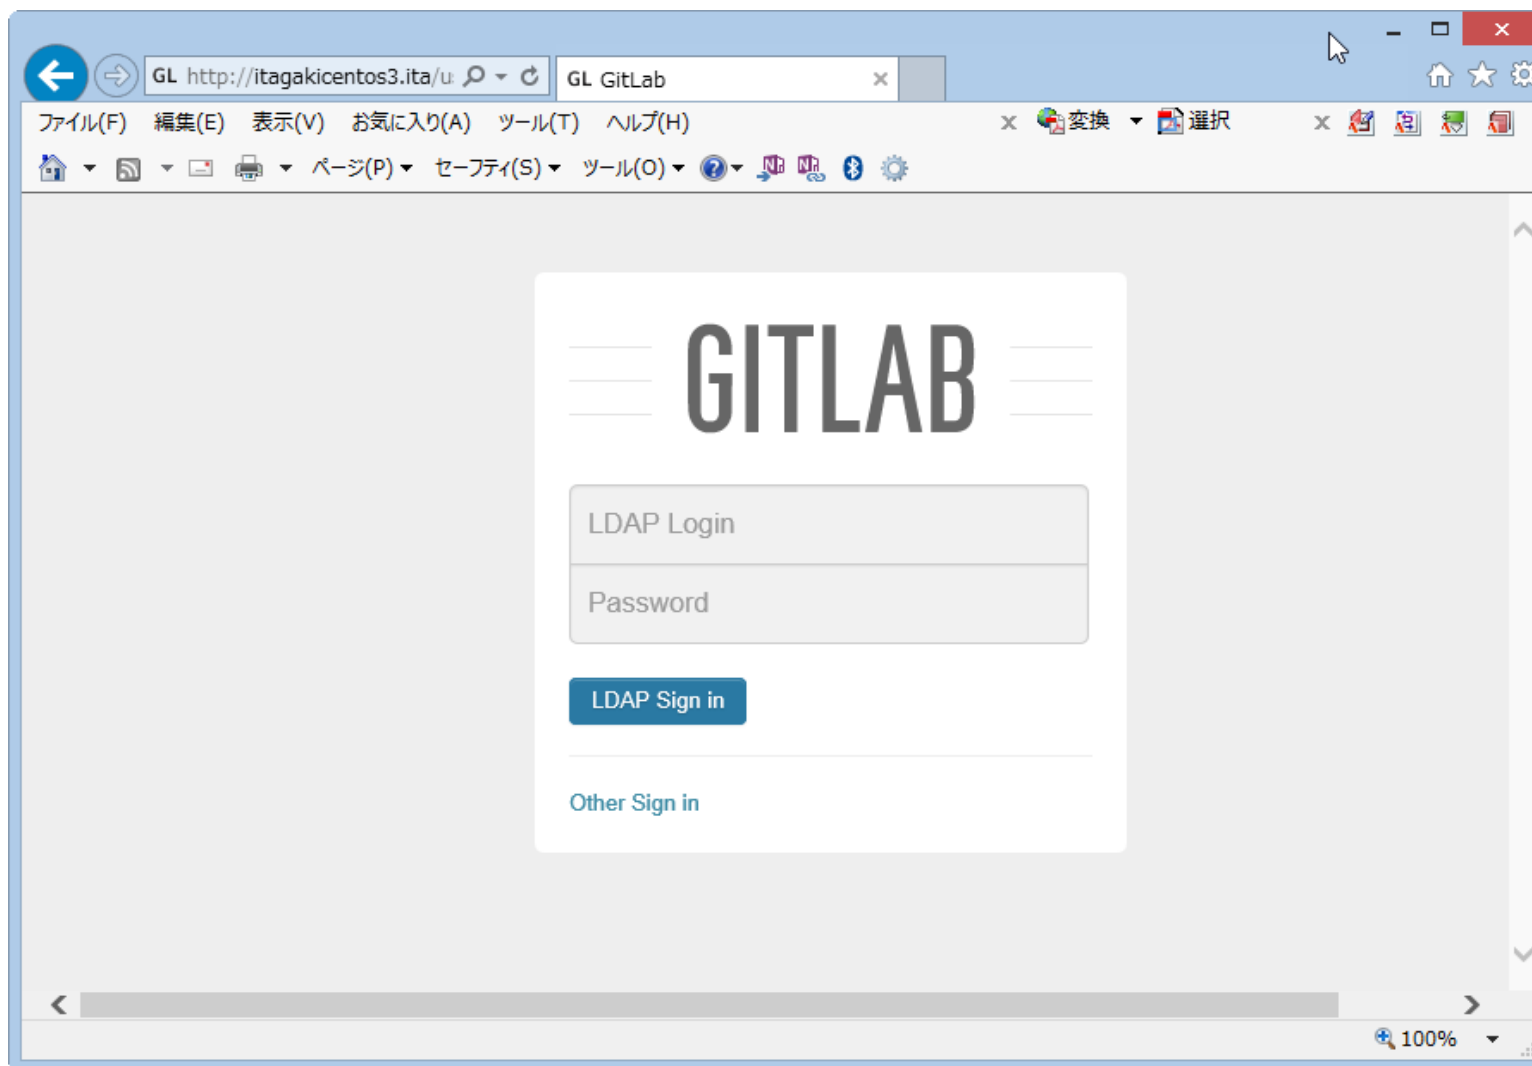 GL http://itagakicentos3.ita/u
GL GitLab
ファイル(F) 編集(E) 表示(V) お気に入り(A) ツール(T) ヘルプ(H)
x 変換 選択 x
ページ(P) セーフティ(S) ツール(O)
GITLAB
LDAP Login
Password
LDAP Sign in
Other Sign in
100%